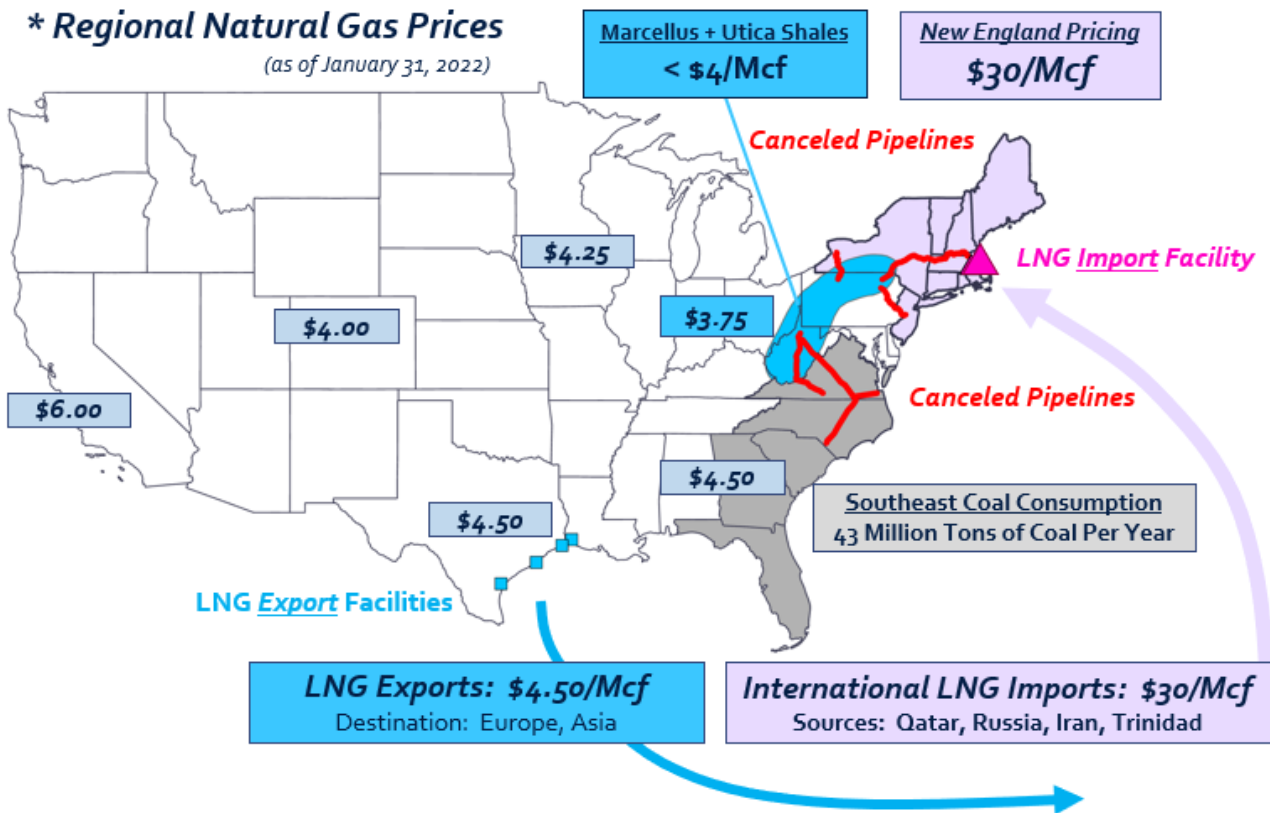 * Regional Natural Gas Prices
(as of January 31, 2022)
Marcellus + Utica Shales
< $4/Mcf
New England Pricing
$30/Mcf
Canceled Pipelines
$4.25
LNG Import Facility
$4.00
$3.75
$6.00
Canceled Pipelines
$4.50
$4.50
Southeast Coal Consumption
43 Million Tons of Coal Per Year
LNG Export Facilities
LNG Exports: $4.50/Mcf
Destination: Europe, Asia
International LNG Imports: $30/Mcf
Sources: Qatar, Russia, Iran, Trinidad